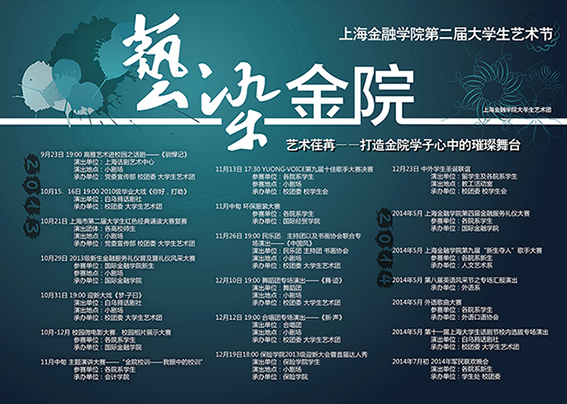 上海金融学院第二届大学生艺术节
藝染金院
上海金融学院大学生艺术团
艺术荏苒——打造金院学子心中的璀璨舞台
2013
9月23日 19:00 高雅艺术进校园之话剧——《驯悍记》
演出单位：上海话剧艺术中心
演出地点：小剧场
承办单位：党委宣传部 校团委 大学生艺术团
10月15、16日 19:00 2010级毕业大戏《你好，打劫》
演出单位：白乌鸦话剧社
演出地点：小剧场
承办单位：校团委 大学生艺术团
10月21日 上海市第二届大学生红色经典诵读大赛复赛
演出团体：各高校师生
演出地点：小剧场
承办单位：党委宣传部 校团委 大学生艺术团
10月29日 2013级新生金融服务礼仪普及暨礼仪风采大赛
参赛单位：国际金融学院新生
赛事地点：小剧场
承办单位：国际金融学院
10月31日 19:00 迎新大戏《梦·子日》
演出单位：白乌鸦话剧社
演出地点：小剧场
承办单位：校团委 大学生艺术团
10月-12月 校园微电影大赛、校园相片展示大赛
参赛单位：各院系学生
承办单位：校团委 大学生艺术团
11月中旬 主题演讲大赛——“金院校训——我眼中的校训”
参赛单位：各院系学生
承办单位：会计学院
11月13日 17:30 YUONG·VOICE第九届十佳歌手大赛决赛
参赛单位：各院系学生
赛事地点：小剧场
承办单位：校团委 校学生会
11月中旬 环保服装大赛
参赛单位：各院系学生
承办单位：国际经贸学院
11月26日 19:00 民乐团、主持团以及书画协会联合专
场演出——《中国风》
演出单位：民乐团 主持团 书画协会
演出地点：小剧场
承办单位：校团委 大学生艺术团
12月10日 19:00 舞蹈团专场演出——《舞·迹》
演出单位：舞蹈团
演出地点：小剧场
承办单位：校团委 大学生艺术团
12月12日 19:00 合唱团专场演出——《新·声》
演出单位：合唱团
演出地点：小剧场
承办单位：校团委 大学生艺术团
12月19日18:00 保险学院2013级迎新大会暨首届达人秀
演出单位：保险学院学生
演出地点：小剧场
承办单位：保险学院
2014
12月23日 中外学生圣诞联谊
演出单位：留学生及各院系学生
演出地点：教工活动室
承办单位：校团委 校学生会
2014年5月 上海金融学院第四届金融服务礼仪大赛
参赛单位：各院系学生
承办单位：国际金融学院
2014年5月 上海金融学院第九届“新生夺人”歌手大赛
参赛单位：各院系新生
承办单位：人文艺术系
2014年5月 第八届英语风采节之专场汇报演出
承办单位：外语系
2014年5月 外语歌曲大赛
参赛单位：各院系学生
承办单位：外语口语协会
2014年5月 第十一届上海大学生话剧节校内选拔专场演出
演出单位：白乌鸦话剧社
承办单位：校团委 大学生艺术团
2014年7月初 2014年军民联欢晚会
演出单位：各院系新生
承办单位：学生处 校团委